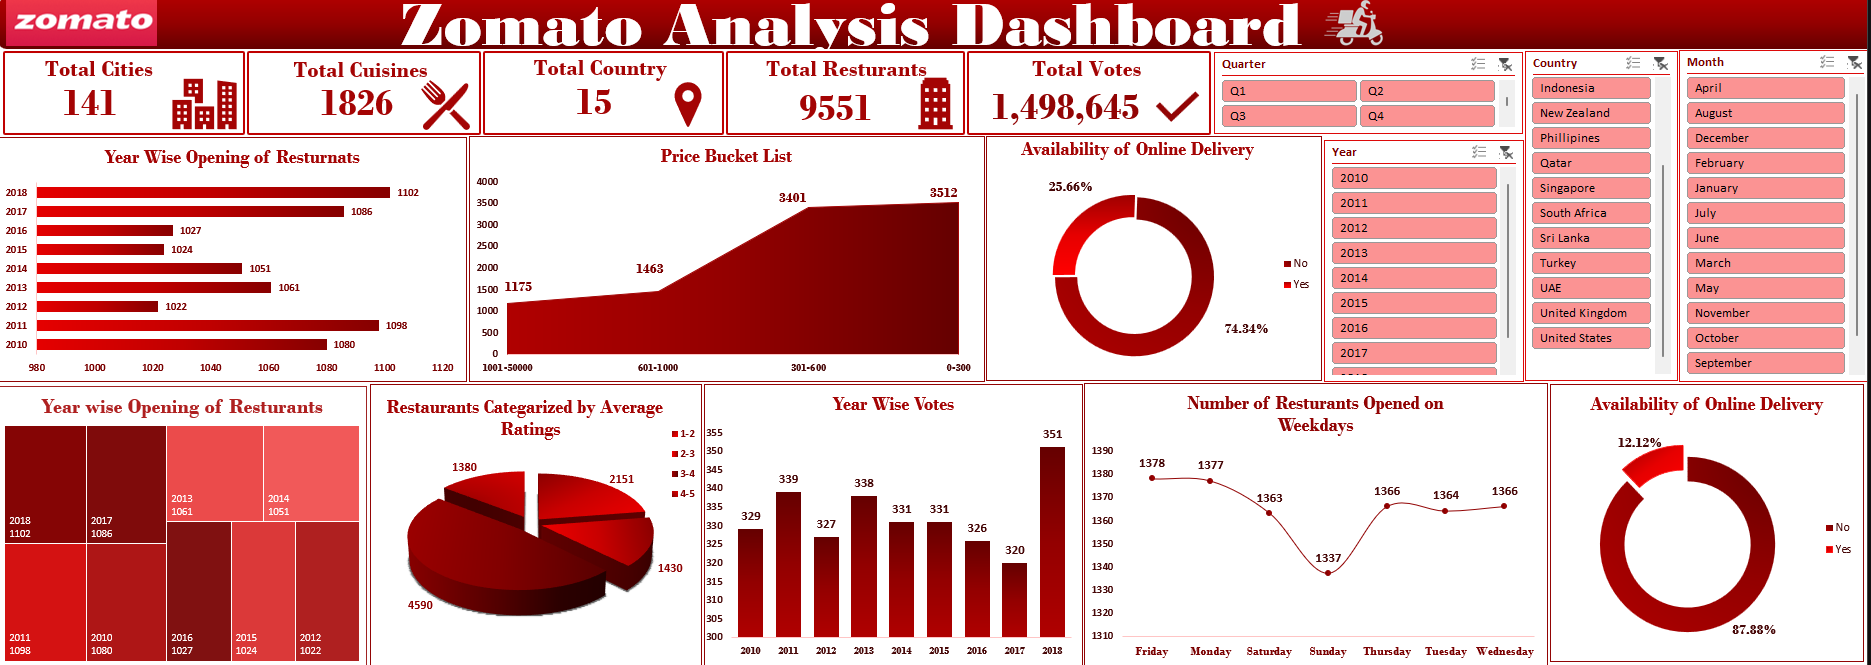 zomato
Zomato Analysis Dashboard
Total Cities
141
Total Cuisines
1826
Total Country
15
Total Resturants
9551
Total Votes
1,498,645
Quarter
Q1
Q2
Q3
Q4
Country
Indonesia
New Zealand
Phillipines
Qatar
Singapore
South Africa
Sri Lanka
Turkey
UAE
United Kingdom
United States
Month
April
August
December
February
January
July
June
March
May
November
October
September
Year Wise Opening of Resturnats
2018
1102
2017
1086
2016
1027
2015
1024
2014
1051
2013
1061
2012
1022
2011
1098
2010
1080
980 1000 1020 1040 1060 1080 1100 1120
Price Bucket List
4000
3500
3000
2500
2000
1500
1000
500
0
1175
1463
3401
3512
1001-50000 601-1000 301-600 0-300
Availability of Online Delivery
25.66%
74.34%
No
Yes
Year
2010
2011
2012
2013
2014
2015
2016
2017
Year wise Opening of Resturants
2018
1102
2017
1086
2013
1061
2014
1051
2011
1098
2010
1080
2016
1027
2015
1024
2012
1022
Restaurants Categarized by Average
Ratings
1-2
2-3
3-4
4-5
1380
2151
1430
4590
Year Wise Votes
355
350
345
340
335
330
325
320
315
310
305
300
329
339
327
338
331
331
326
320
351
2010 2011 2012 2013 2014 2015 2016 2017 2018
Number of Resturants Opened on
Weekdays
1390
1380
1370
1360
1350
1340
1330
1320
1310
1378
1377
1363
1337
1366
1364
1366
Friday Monday Saturday Sunday Thursday Tuesday Wednesday
Availability of Online Delivery
12.12%
87.88%
No
Yes